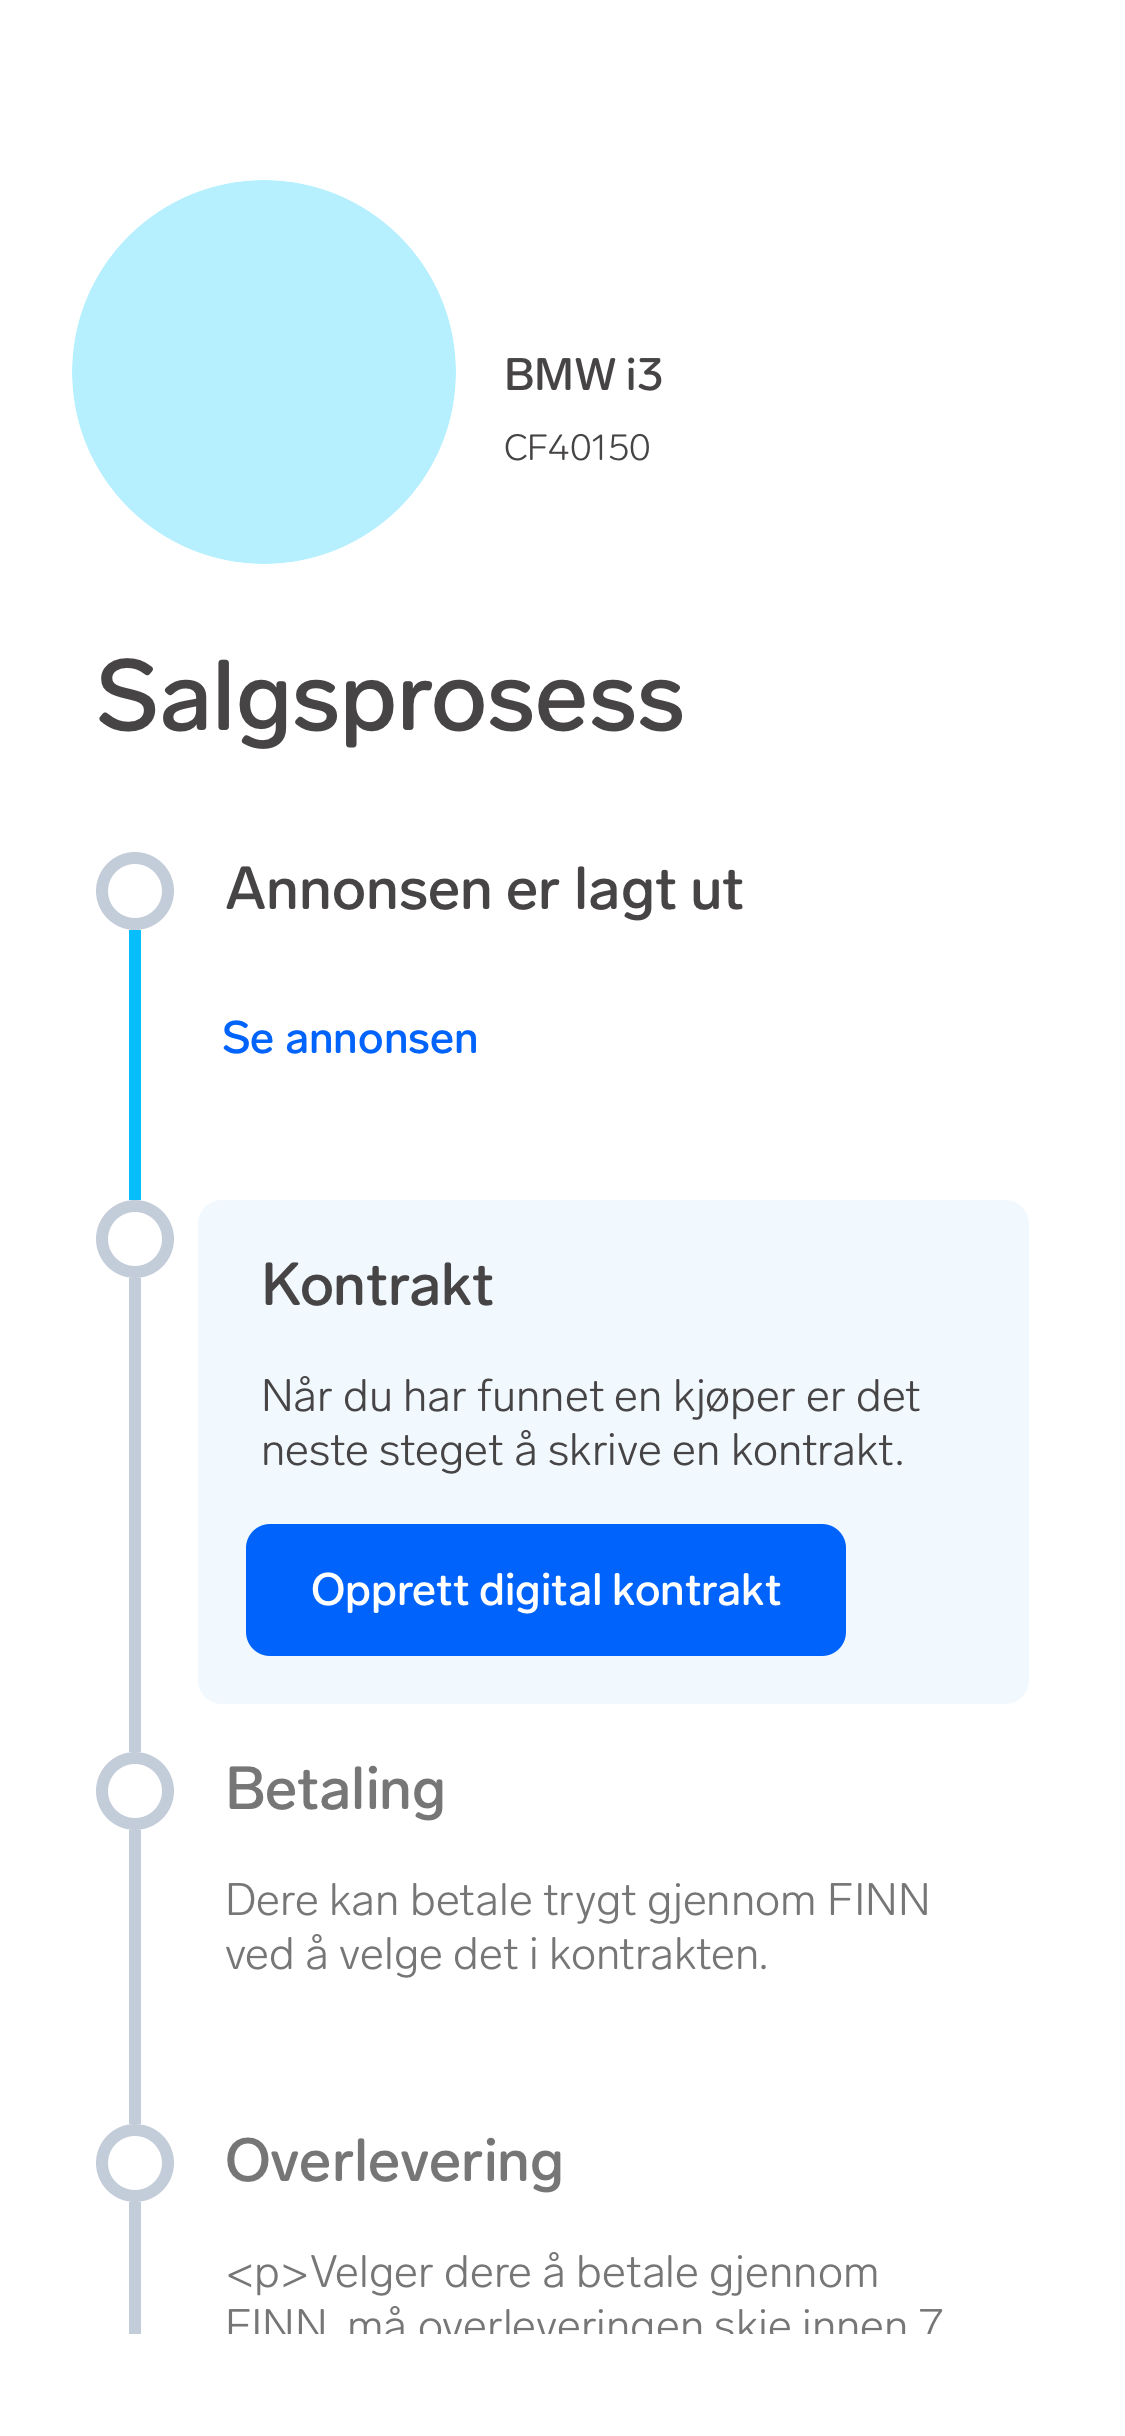 BMW i3
CF40150
Salgsprosess
Annonsen er lagt ut
Se annonsen
Kontrakt
Når du har funnet en kjøper er det
neste steget å skrive en kontrakt.
Opprett digital kontrakt
Betaling
Dere kan betale trygt gjennom FINN
ved å velge det i kontrakten.
Overlevering
<p>Velger dere å betale gjennom
FINN, må overleveringen skje innen 7